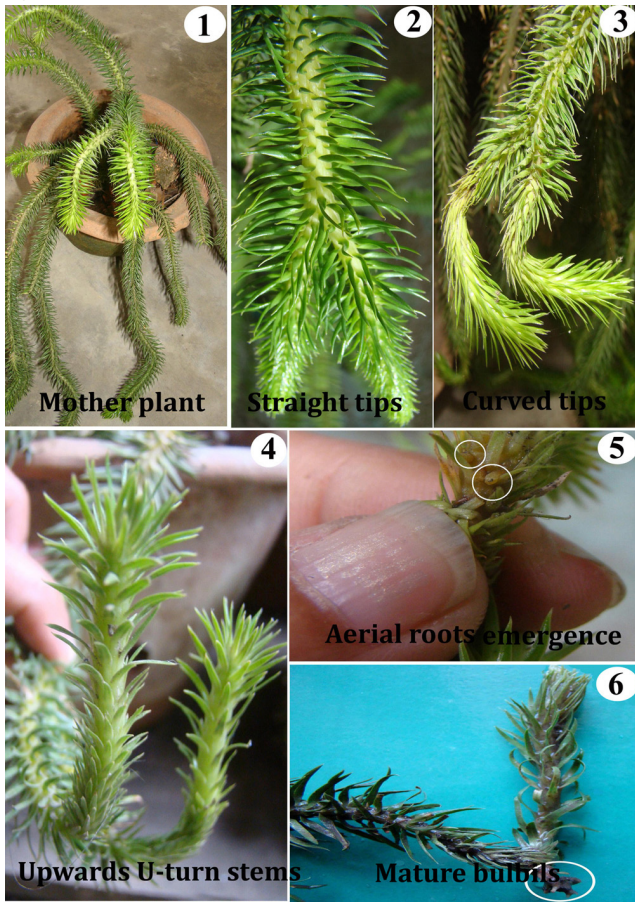 1
Mother plant
2
Straight tips
3
Curved tips
4
Upwards U-turn stems
5
Aerial roots emergence
6
Mature bulbils